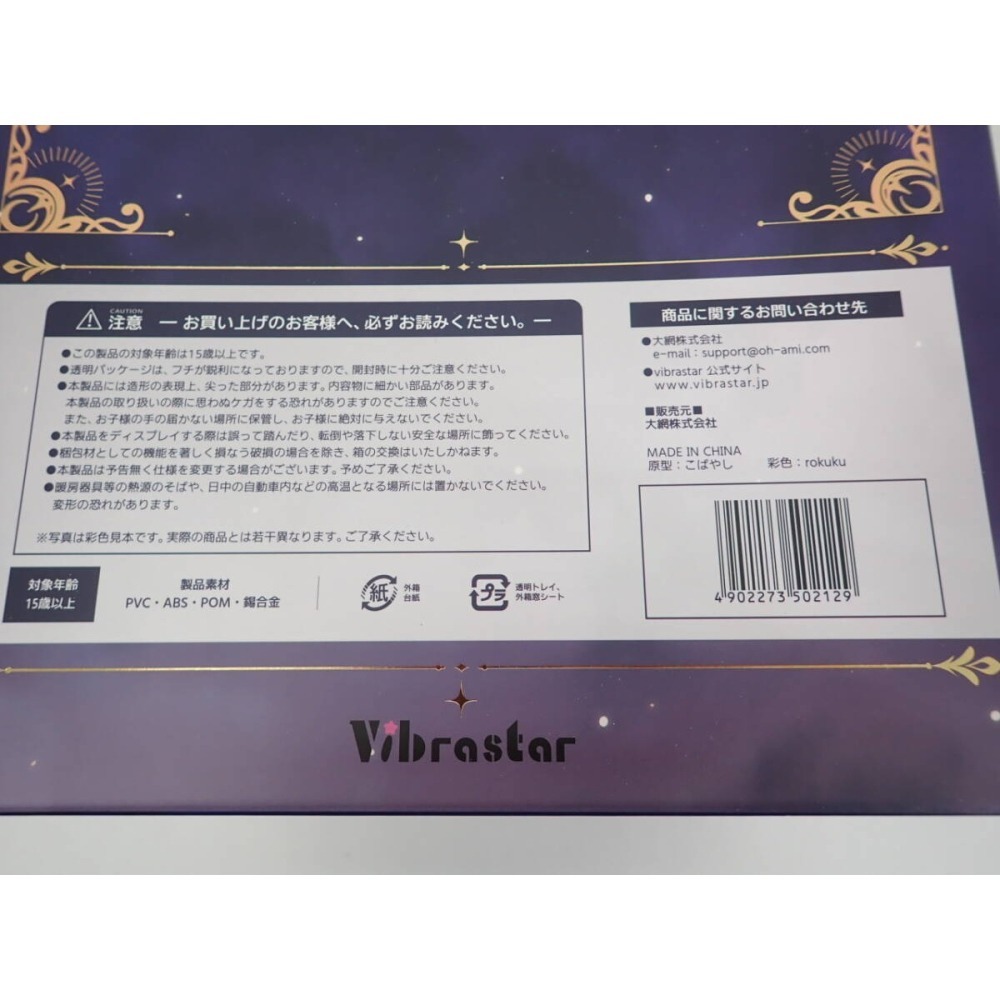 CAUTION
注意 ― お買い上げのお客様へ、必ずお読みください。―
●この製品の対象年齢は15歳以上です。
●透明パッケージは、フチが鋭利になっておりますので、開封時に十分ご注意ください。
●本製品には造形の表現上、尖った部分があります。内容物に細かい部品があります。
本製品の取り扱いの際に思わぬケガをする恐れがありますのでご注意ください。
また、お子様の手の届かない場所に保管し、お子様に絶対に与えないでください。
●本製品をディスプレイする際は誤って踏んだり、転倒や落下しない安全な場所に飾ってください。
●梱包材としての機能を著しく損なう破損の場合を除き、箱の交換はいたしかねます。
●本製品は予告無く仕様を変更する場合がございます。予めご了承ください。
●暖房器具等の熱源のそばや、日中の自動車内などの高温となる場所には置かないでください。
変形の恐れがあります。
※写真は彩色見本です。実際の商品とは若干異なります。ご了承ください。
対象年齢
15歳以上
製品素材
PVC・ABS・POM・錫合金
紙
外箱
台紙
プラ
透明トレイ、
外箱窓シート
商品に関するお問い合わせ先
●大網株式会社
e-mail : support@oh-ami.com
●vibrastar 公式サイト
www.vibrastar.jp
■販売元■
大網株式会社
MADE IN CHINA
原型：こばやし 彩色：rokuku
4 902273 502129
Vibrastar